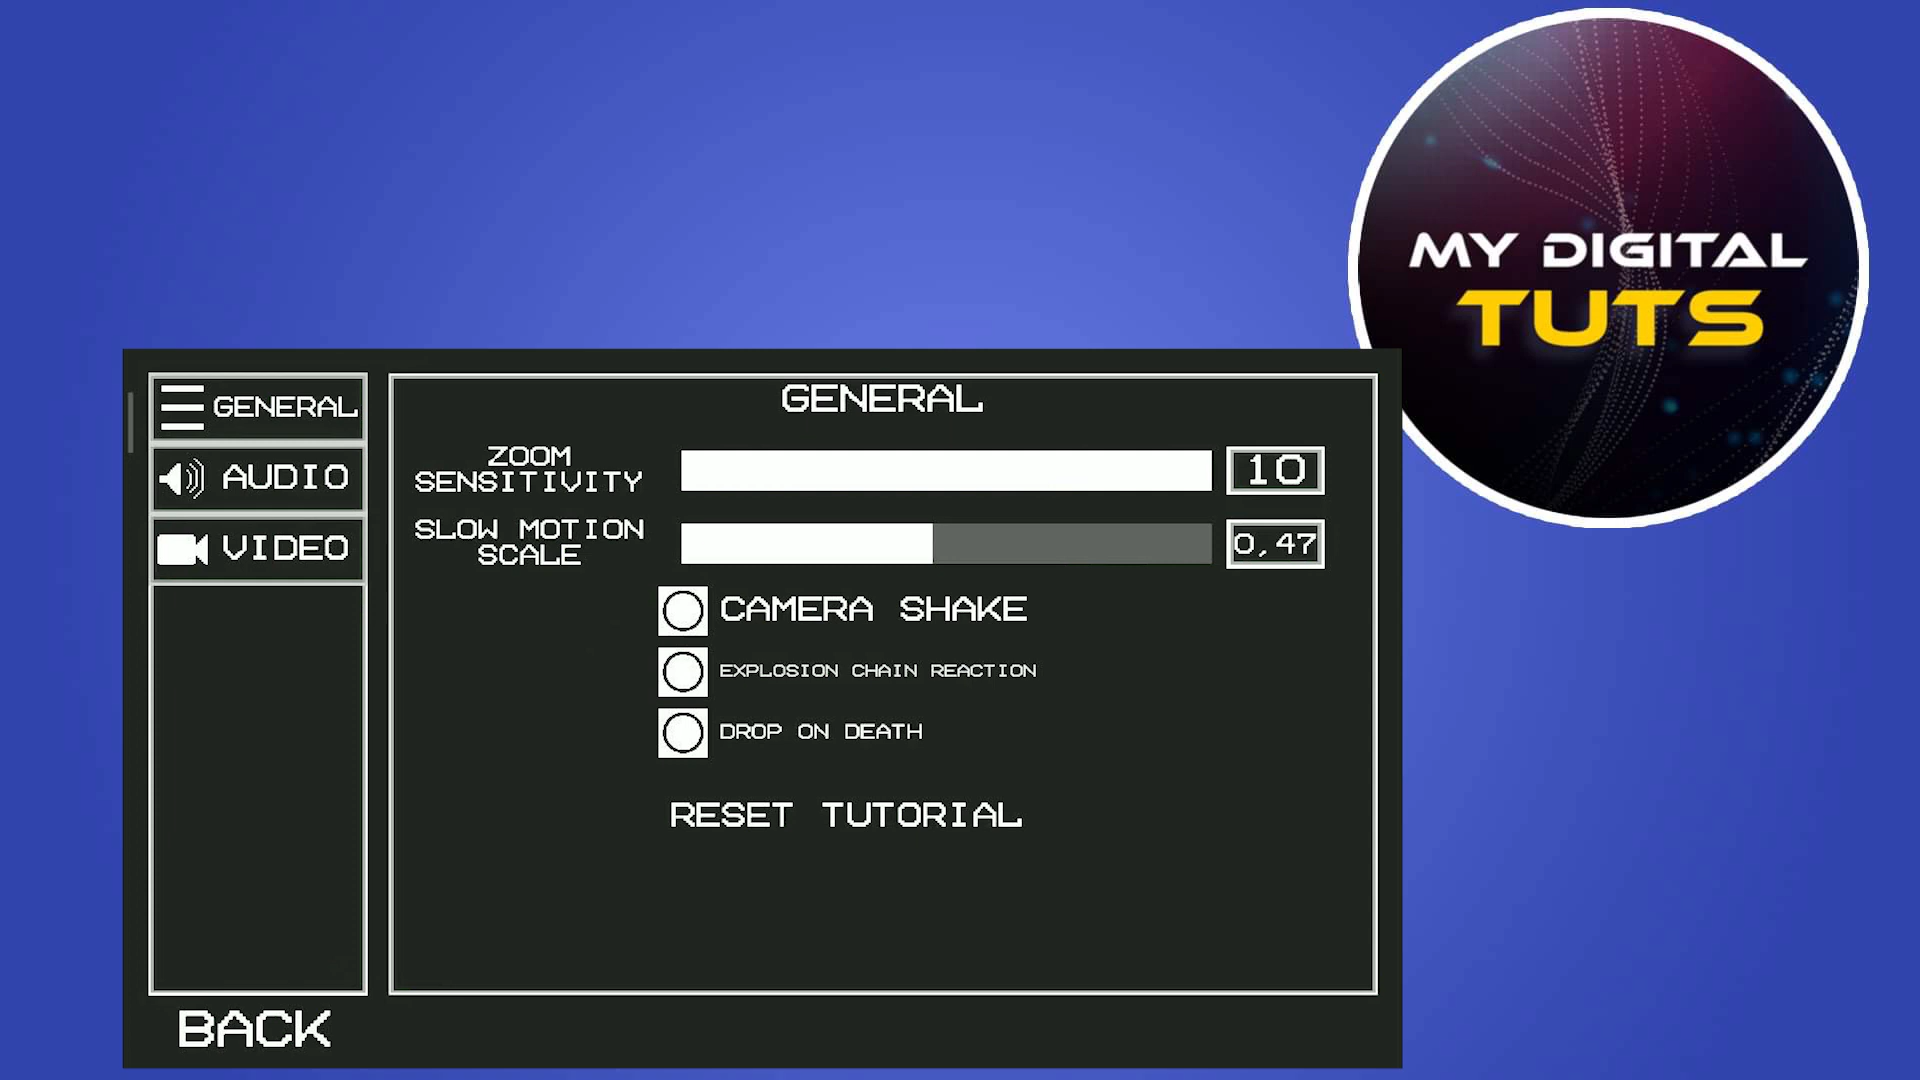 MY DIGITAL
TUTS
GENERAL
AUDIO
VIDEO
BACK
GENERAL
ZOOM
SENSITIVITY
10
SLOW MOTION
SCALE
0,47
CAMERA SHAKE
EXPLOSION CHAIN REACTION
DROP ON DEATH
RESET TUTORIAL